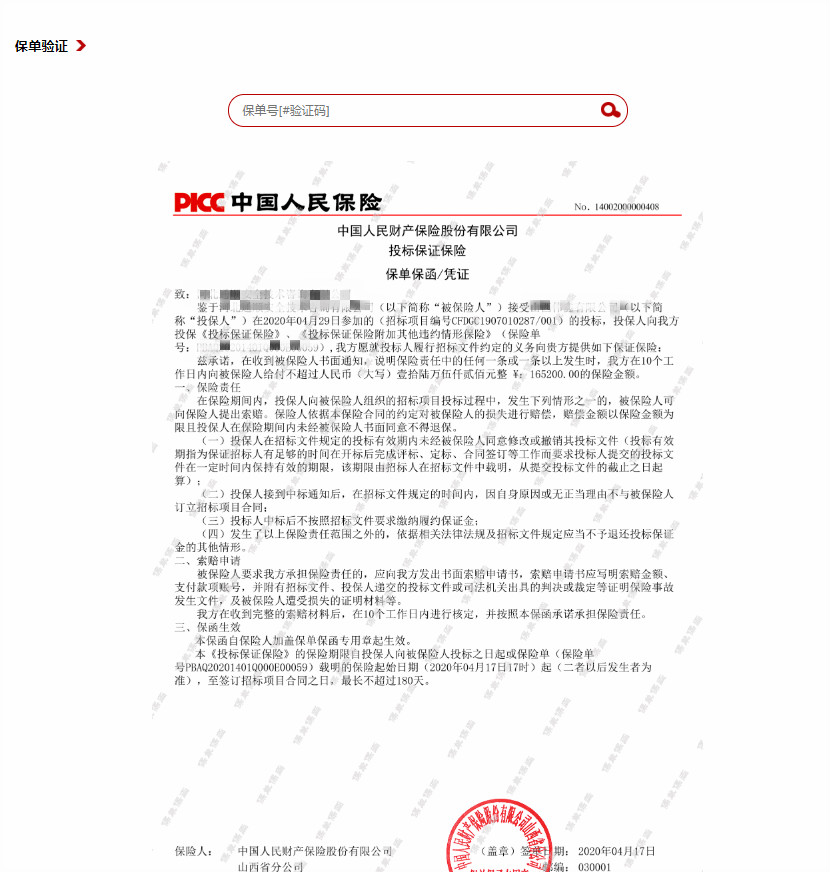 保单验证
保单号[#验证码]
PICC 中国人民保险
No. 14002000000408
中国人民财产保险股份有限公司
投标保证保险
保单保函/凭证
致：
鉴于（以下简称“被保险人”）接受以下简
称“投保人”）在2020年04月29日参加的（招标项目编号CFDGC1907010287/001）的投标，投保人向我方
投保《投标保证保险》、《投标保证保险附加其他违约情形保险》（保险单
号：），我方愿就投标人履行招标文件约定的义务向贵方提供如下保证保险：
兹承诺，在收到被保险人书面通知，说明保险责任中的任何一条或一条以上发生时，我方在10个工
作日内向被保险人给付不超过人民币（大写）壹拾陆万伍仟贰佰元整 ¥：165200.00的保险金额。
一、保险责任
在保险期间内，投保人向被保险人组织的招标项目投标过程中，发生下列情形之一的，被保险人可
向保险人提出索赔。保险人依据本保险合同的约定对被保险人的损失进行赔偿，赔偿金额以保险金额为
限且投保人在保险期间内未经被保险人书面同意不得退保。
（一）投保人在招标文件规定的投标有效期内未经被保险人同意修改或撤销其投标文件（投标有效
期指为保证招标人有足够的时间在开标后完成评标、定标、合同签订等工作而要求投标人提交的投标文
件在一定时间内保持有效的期限，该期限由招标人在招标文件中载明，从提交投标文件的截止之日起
算）；
（二）投保人接到中标通知后，在招标文件规定的时间内，因自身原因或无正当理由不与被保险人
订立招标项目合同；
（三）投标人中标后不按照招标文件要求缴纳履约保证金；
（四）发生了以上保险责任范围之外的，依据相关法律法规及招标文件规定应当不予退还投标保证
金的其他情形。
二、索赔申请
被保险人要求我方承担保险责任的，应向我方发出书面索赔申请书，索赔申请书应写明索赔金额、
支付款项账号，并附有招标文件、投保人递交的投标文件或司法机关出具的判决或裁定等证明保险事故
发生文件，及被保险人遭受损失的证明材料等。
我方在收到完整的索赔材料后，在10个工作日内进行核定，并按照本保函承诺承担保险责任。
三、保函生效
本保函自保险人加盖保单保函专用章起生效。
本《投标保证保险》的保险期限自投保人向被保险人投标之日起或保险单（保险单
号PBAQ20201401Q000E00059）载明的保险起始日期（2020年04月17日17时）起（二者以后发生者为
准），至签订招标项目合同之日，最长不超过180天。
保险人： 中国人民财产保险股份有限公司 （盖章）签单日期： 2020年04月17日
山西省分公司 邮编： 030001
中国人民财产保险股份有限公司山西省分公司